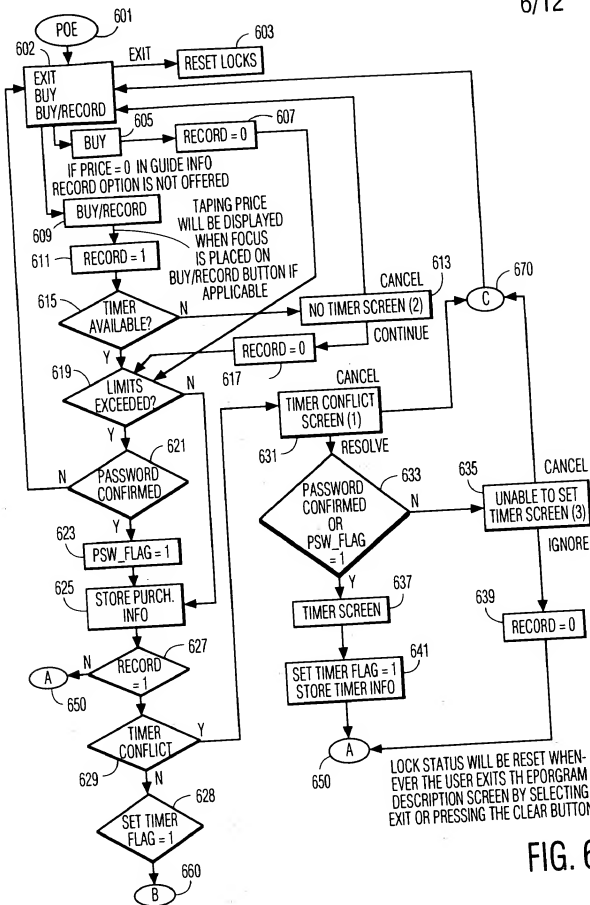 6/12
POE
601
602
EXIT
BUY
BUY/RECORD
EXIT
603
RESET LOCKS
BUY
605
RECORD = 0
607
IF PRICE = 0 IN GUIDE INFO
RECORD OPTION IS NOT OFFERED
BUY/RECORD
609
TAPING PRICE
WILL BE DISPLAYED
WHEN FOCUS
IS PLACED ON
BUY/RECORD BUTTON IF
APPLICABLE
611
RECORD = 1
615
TIMER
AVAILABLE?
N
Y
CANCEL
613
NO TIMER SCREEN (2)
CONTINUE
RECORD = 0
617
C
670
619
LIMITS
EXCEEDED?
N
Y
621
PASSWORD
CONFIRMED
N
Y
623
PSW_FLAG = 1
625
STORE PURCH.
INFO
627
RECORD
= 1
N
A
650
TIMER
CONFLICT
629
Y
N
628
SET TIMER
FLAG = 1
B
660
CANCEL
TIMER CONFLICT
SCREEN (1)
631
RESOLVE
633
PASSWORD
CONFIRMED
OR
PSW_FLAG
= 1
N
Y
635
CANCEL
UNABLE TO SET
TIMER SCREEN (3)
IGNORE
637
TIMER SCREEN
639
RECORD = 0
641
SET TIMER FLAG = 1
STORE TIMER INFO
A
650
LOCK STATUS WILL BE RESET WHEN-
EVER THE USER EXITS TH EPORGRAM
DESCRIPTION SCREEN BY SELECTING
EXIT OR PRESSING THE CLEAR BUTTON
FIG. 6